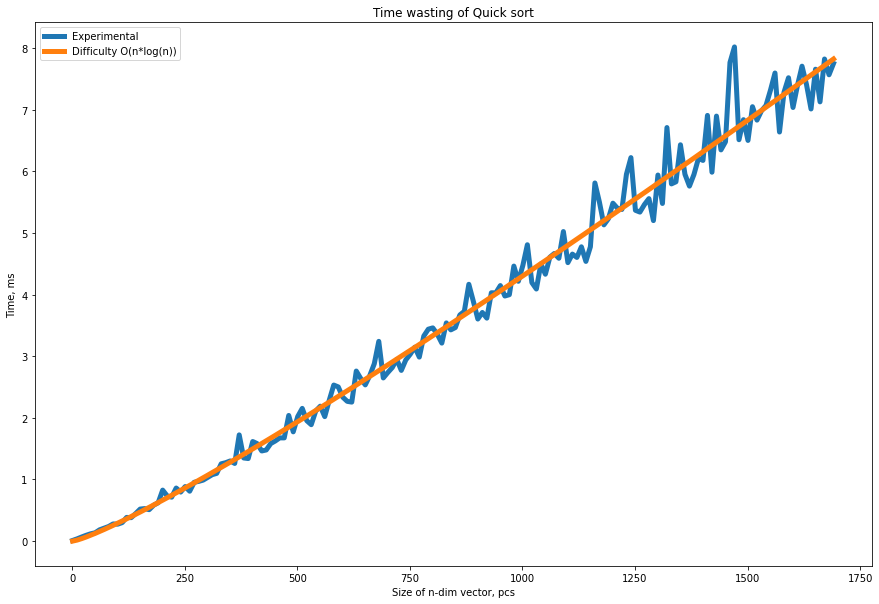 Time wasting of Quick sort
Experimental
Difficulty O(n*log(n))
8
7
6
5
4
3
2
1
0
Time, ms
0 250 500 750 1000 1250 1500 1750
Size of n-dim vector, pcs